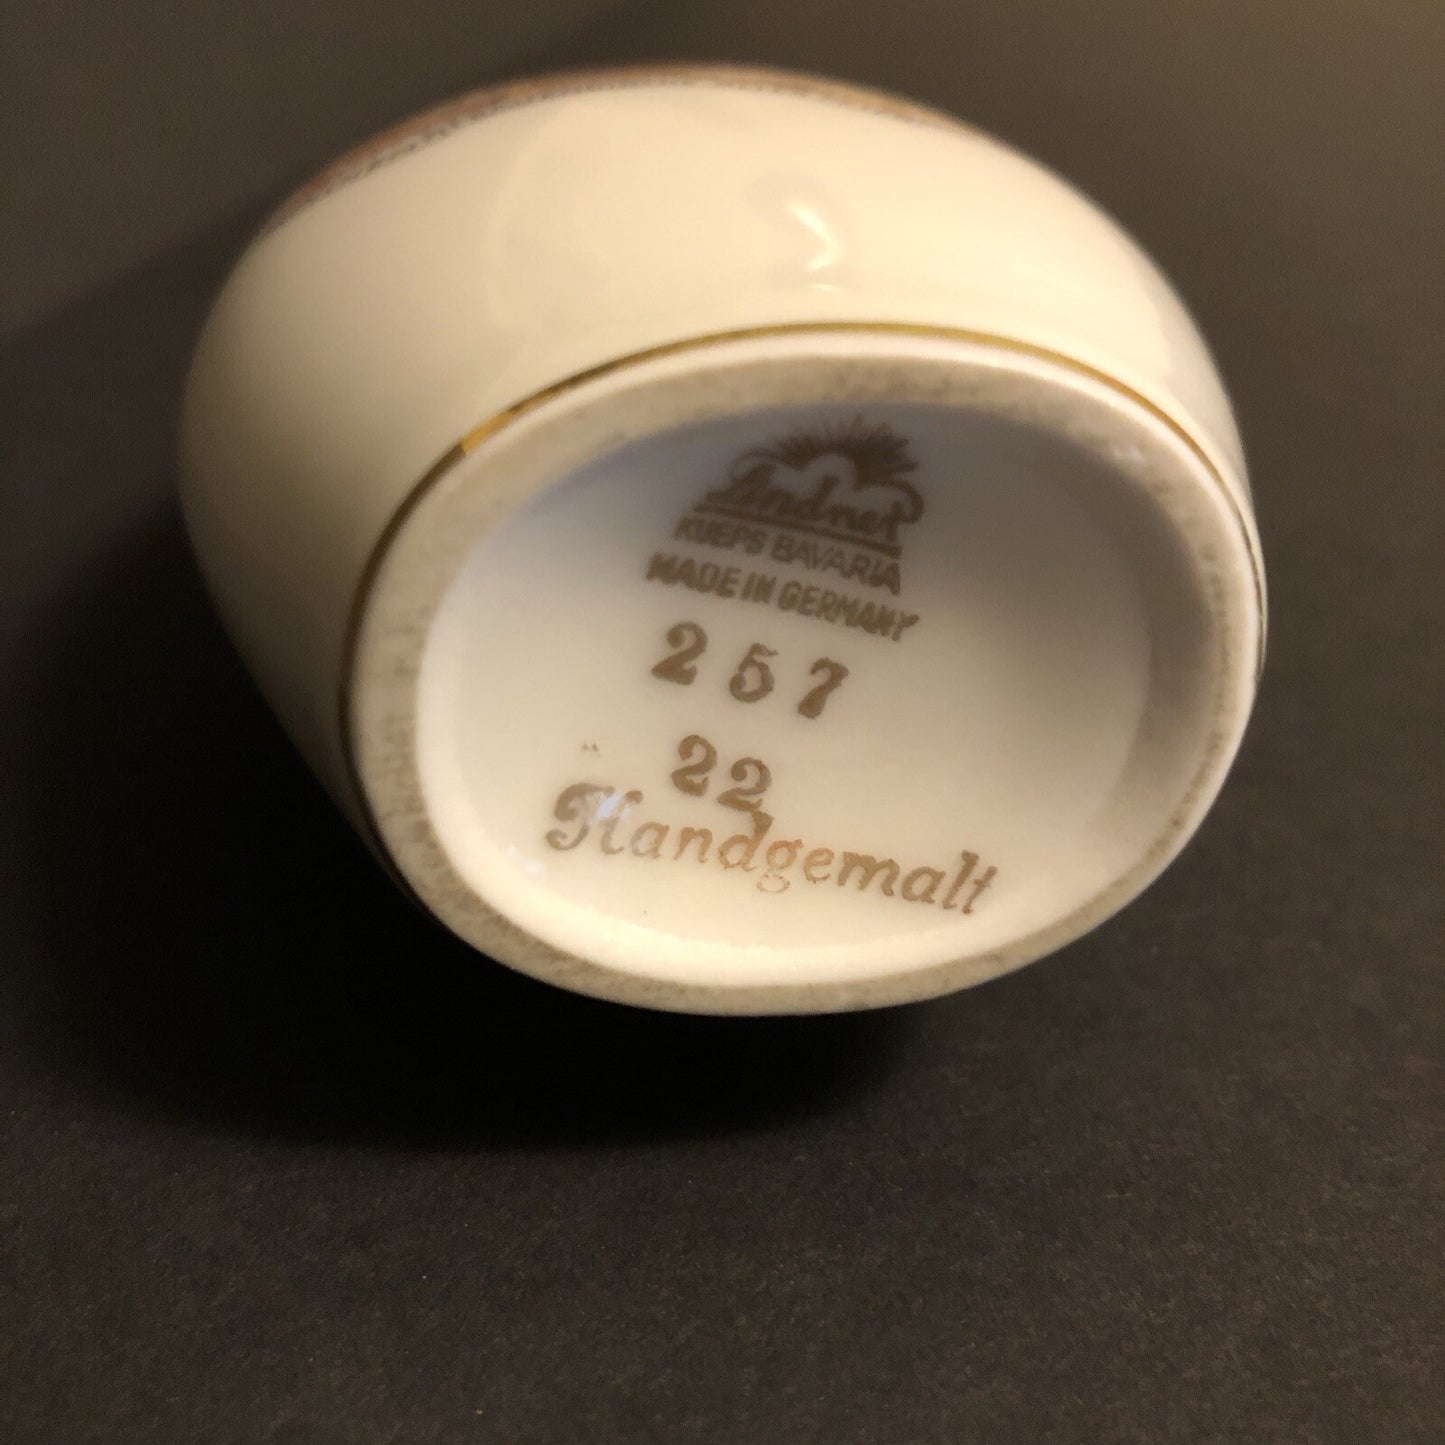 Lindner
KUEPS BAVARIA
MADE IN GERMANY
257
22
Handgemalt